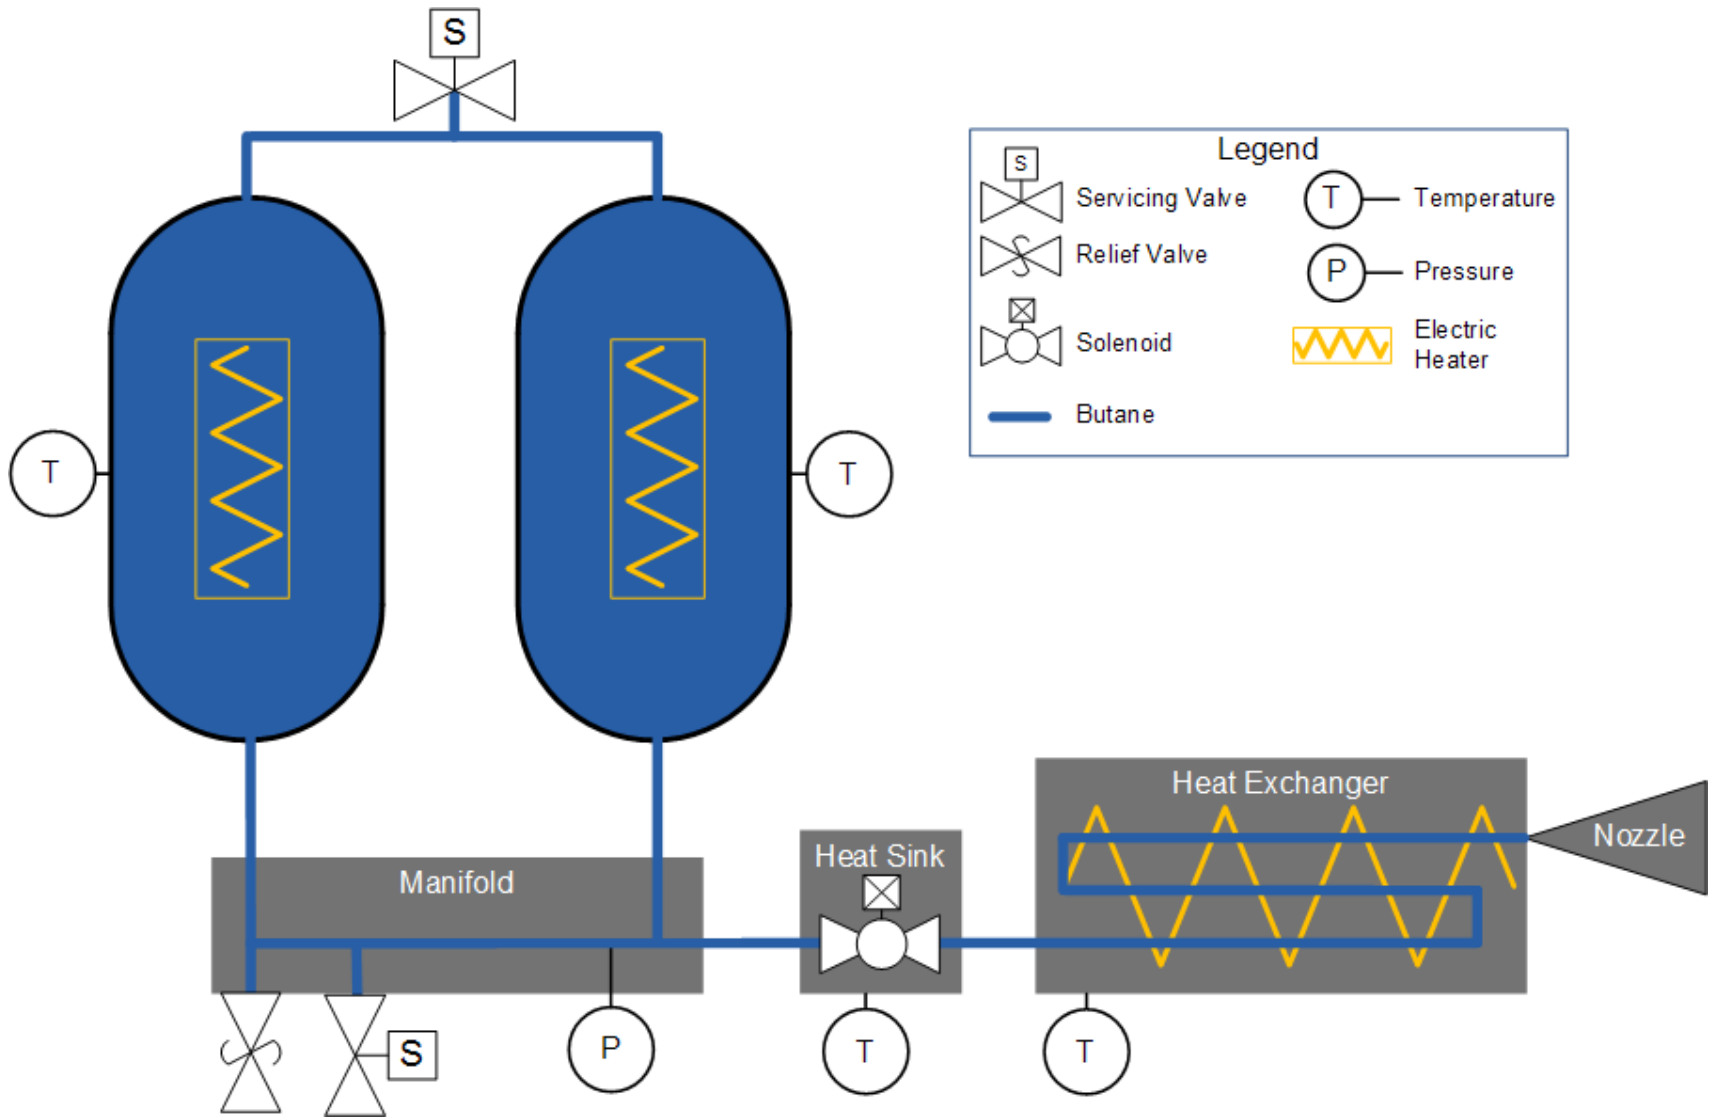 S
Legend
S
Servicing Valve
T
Temperature
Relief Valve
P
Pressure
Solenoid
Electric
Heater
Butane
T
T
Heat Exchanger
Nozzle
Heat Sink
Manifold
S
P
T
T